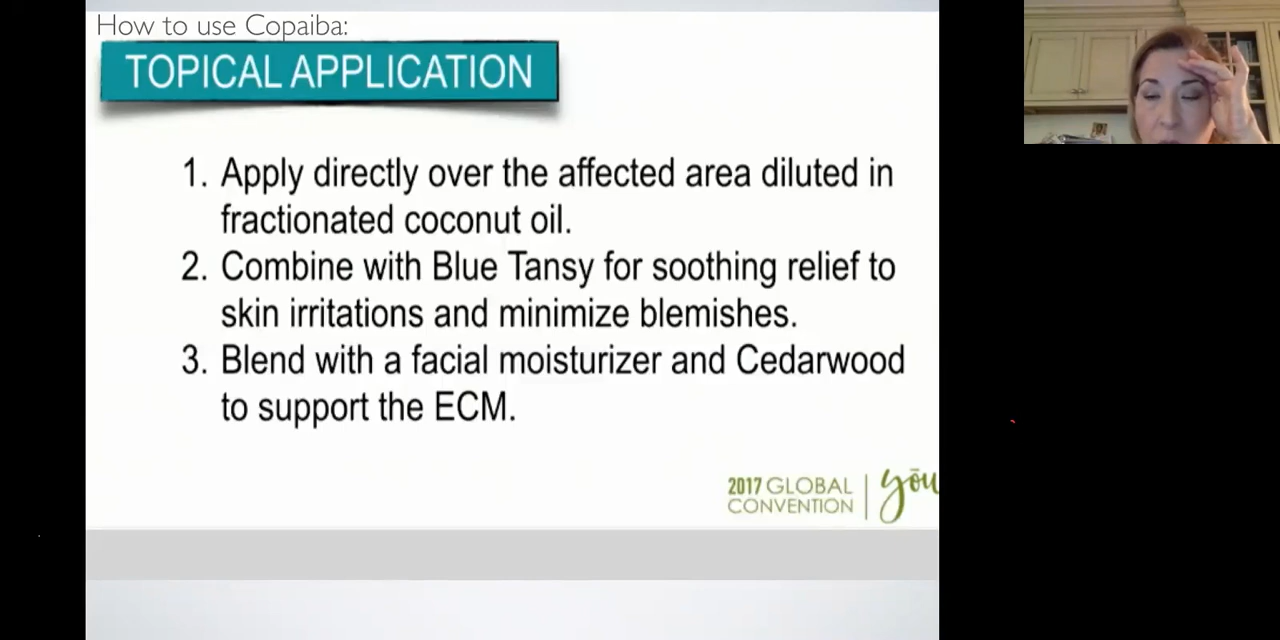 How to use Copaiba:
TOPICAL APPLICATION
1. Apply directly over the affected area diluted in
fractionated coconut oil.
2. Combine with Blue Tansy for soothing relief to
skin irritations and minimize blemishes.
3. Blend with a facial moisturizer and Cedarwood
to support the ECM.
2017 GLOBAL
CONVENTION
yōu